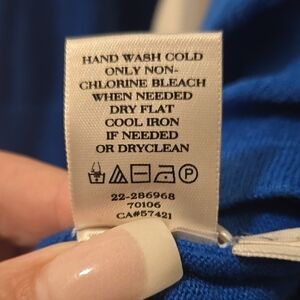 HAND WASH COLD
ONLY NON-
CHLORINE BLEACH
WHEN NEEDED
DRY FLAT
COOL IRON
IF NEEDED
OR DRYCLEAN
P
22-286968
70106
CA#57421